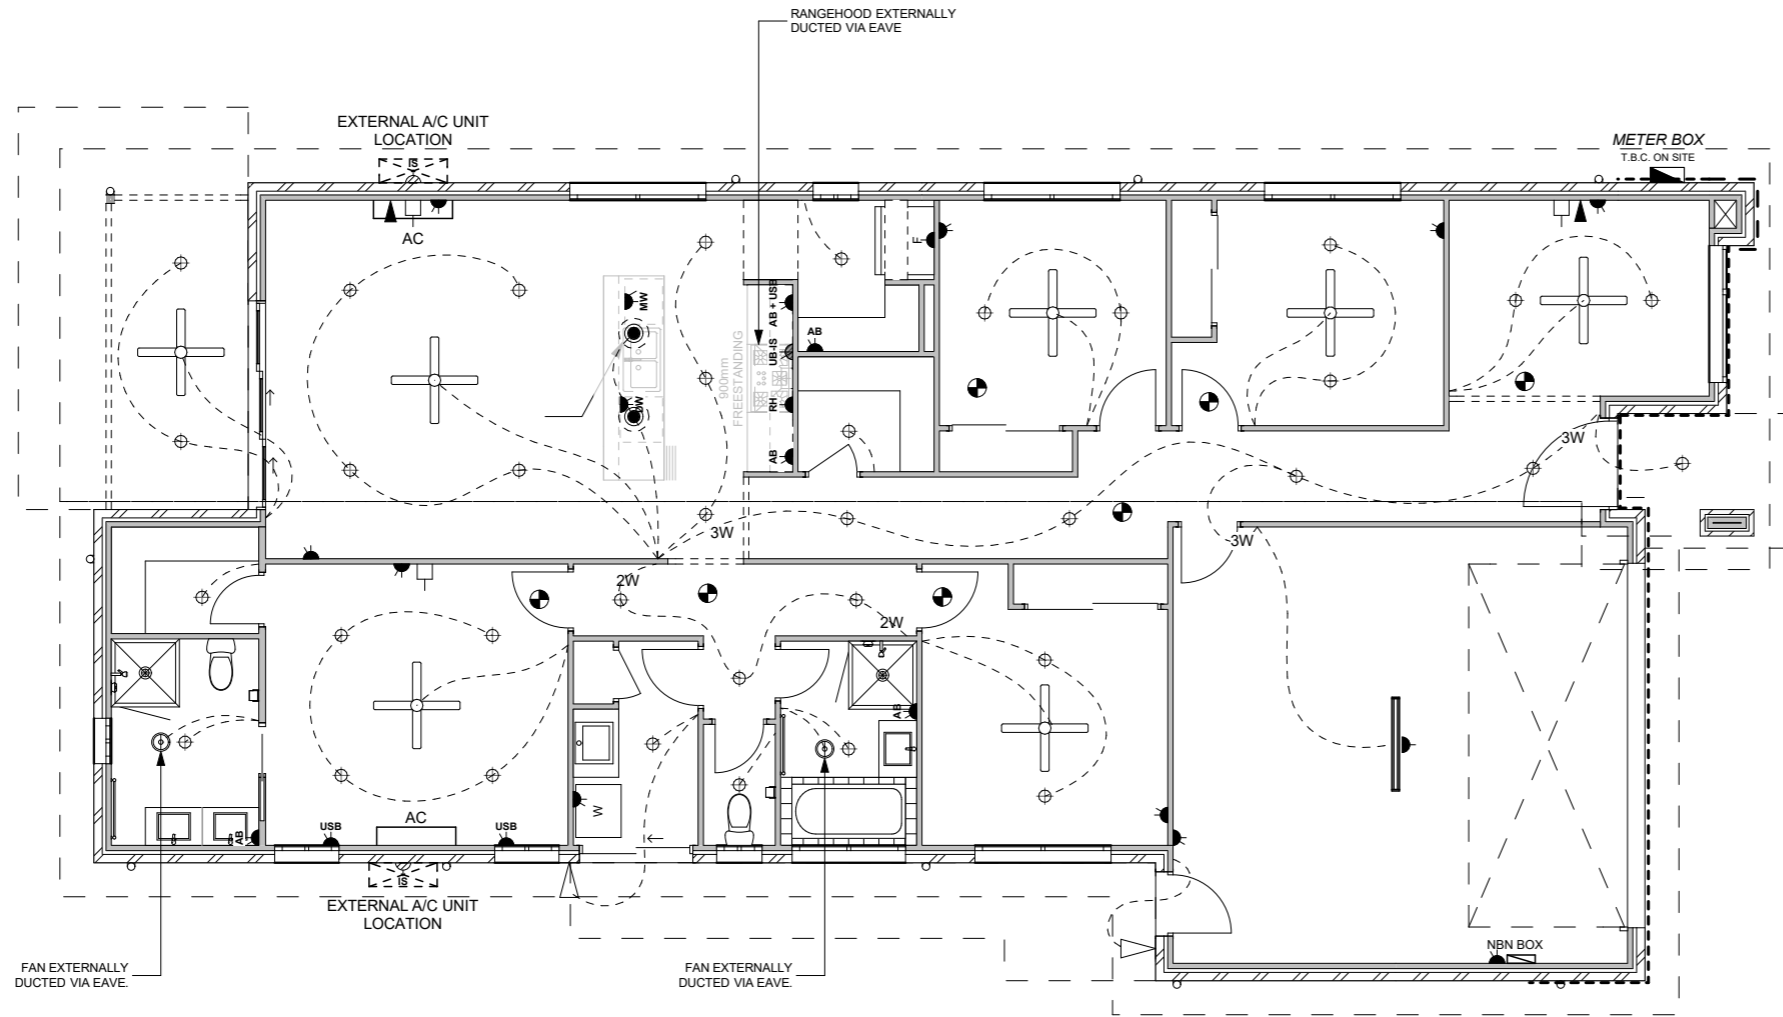 RANGEHOOD EXTERNALLY
DUCTED VIA EAVE
EXTERNAL A/C UNIT
LOCATION
IS
METER BOX
T.B.C. ON SITE
AC
F
MW
AB + USB
AB
UB-IS
900mm
FREESTANDING
RH
DW
AB
3W
3W
3W
2W
2W
AB
W
AB
USB
AC
USB
IS
EXTERNAL A/C UNIT
LOCATION
NBN BOX
FAN EXTERNALLY
DUCTED VIA EAVE.
FAN EXTERNALLY
DUCTED VIA EAVE.